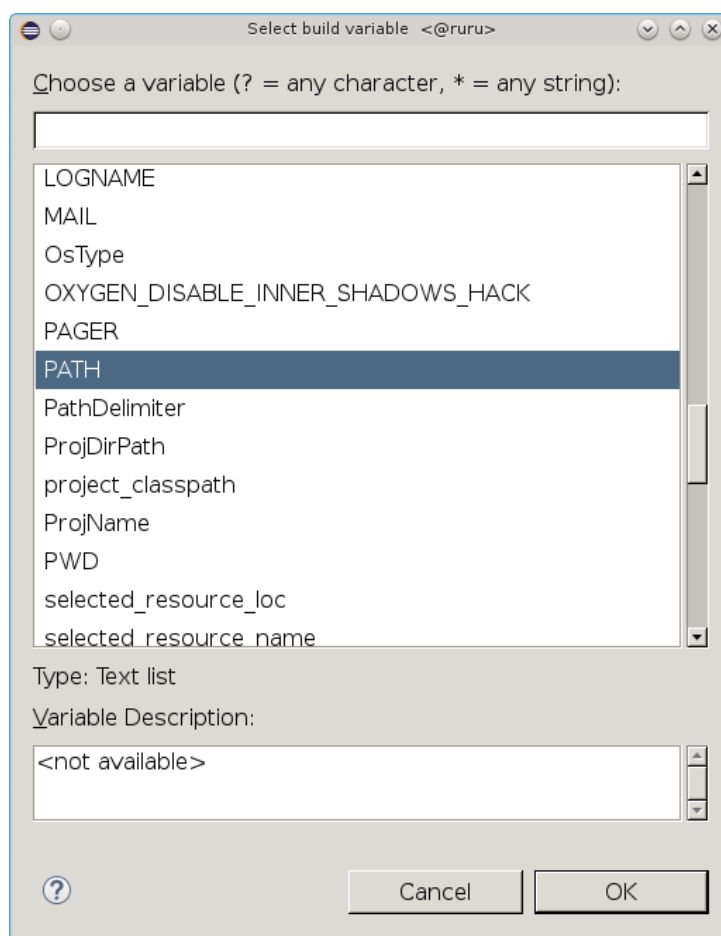 Select build variable <@ruru>
Choose a variable (? = any character, * = any string):
LOGNAME
MAIL
OsType
OXYGEN_DISABLE_INNER_SHADOWS_HACK
PAGER
PATH
PathDelimiter
ProjDirPath
project_classpath
ProjName
PWD
selected_resource_loc
selected_resource_name
Type: Text list
Variable Description:
<not available>
?
Cancel
OK